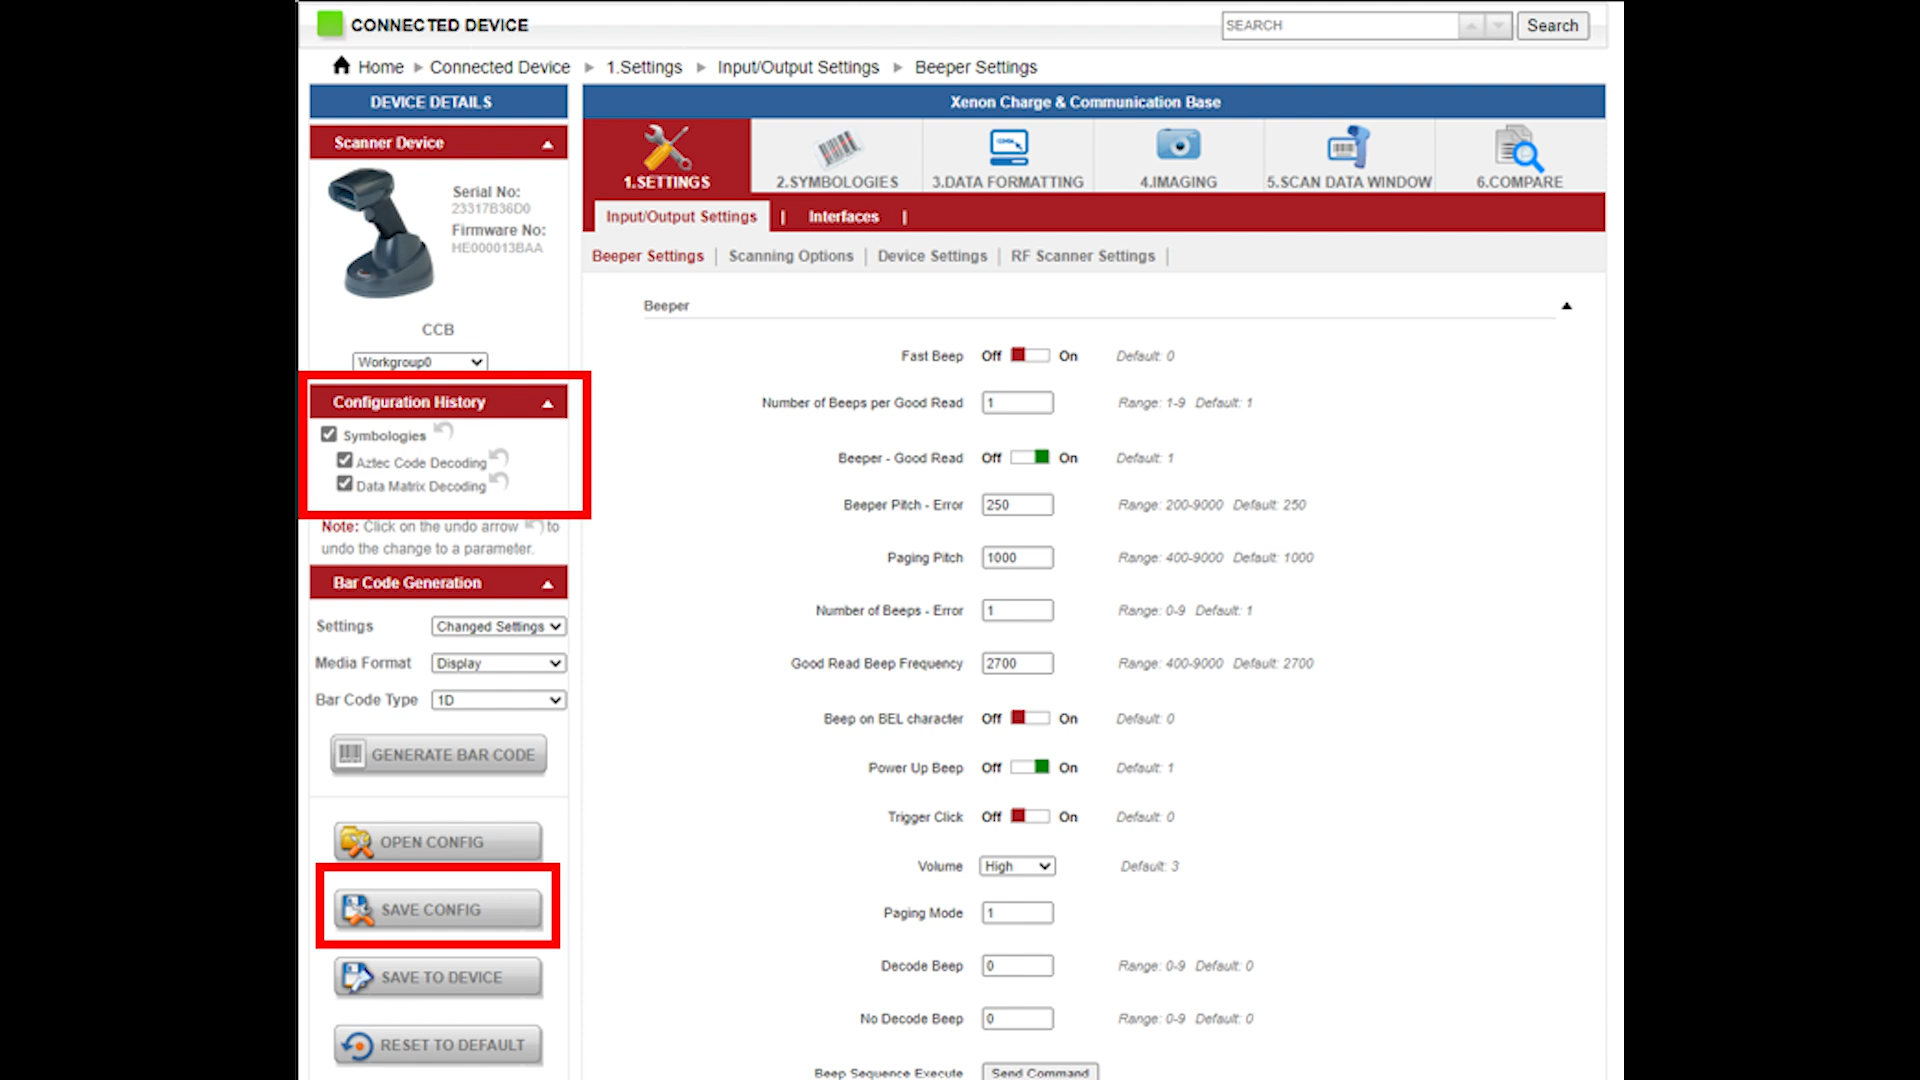 CONNECTED DEVICE
SEARCH
Search
Home Connected Device 1.Settings Input/Output Settings Beeper Settings
DEVICE DETAILS
Scanner Device
Serial No:
23317B36D0
Firmware No:
HE000013BAA
CCB
Workgroup0
Configuration History
Symbologies
Aztec Code Decoding
Data Matrix Decoding
Note: Click on the undo arrow to
undo the change to a parameter.
Bar Code Generation
Settings Changed Settings
Media Format Display
Bar Code Type 1D
GENERATE BAR CODE
OPEN CONFIG
SAVE CONFIG
SAVE TO DEVICE
RESET TO DEFAULT
Xenon Charge & Communication Base
1.SETTINGS 2.SYMBOLOGIES 3.DATA FORMATTING 4.IMAGING 5.SCAN DATA WINDOW 6.COMPARE
Input/Output Settings | Interfaces |
Beeper Settings | Scanning Options | Device Settings | RF Scanner Settings |
Beeper
Fast Beep Off On Default: 0
Number of Beeps per Good Read 1 Range: 1-9 Default: 1
Beeper - Good Read Off On Default: 1
Beeper Pitch - Error 250 Range: 200-9000 Default: 250
Paging Pitch 1000 Range: 400-9000 Default: 1000
Number of Beeps - Error 1 Range: 0-9 Default: 1
Good Read Beep Frequency 2700 Range: 400-9000 Default: 2700
Beep on BEL character Off On Default: 0
Power Up Beep Off On Default: 1
Trigger Click Off On Default: 0
Volume High Default: 3
Paging Mode 1
Decode Beep 0 Range: 0-9 Default: 0
No Decode Beep 0 Range: 0-9 Default: 0
Beep Sequence Execute Send Command